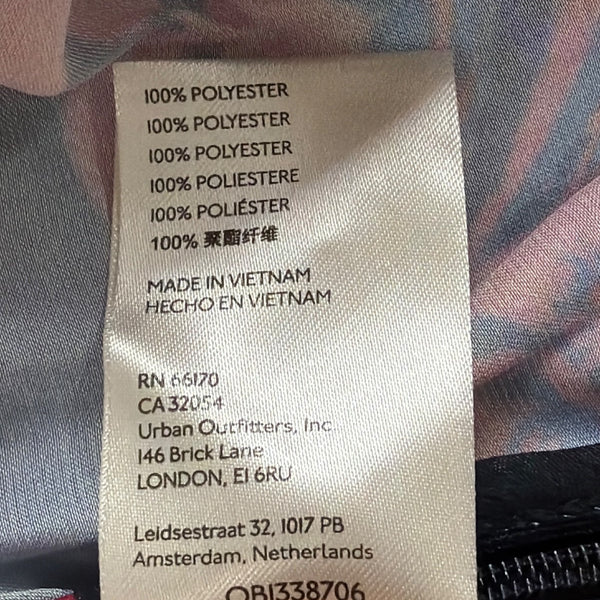 100% POLYESTER
100% POLYESTER
100% POLYESTER
100% POLIESTERE
100% POLIÉSTER
100% 聚酯纤维
MADE IN VIETNAM
HECHO EN VIETNAM
RN 66170
CA 32054
Urban Outfitters, Inc
146 Brick Lane
LONDON, E1 6RU
Leidsestraat 32, 1017 PB
Amsterdam, Netherlands
OB1338706